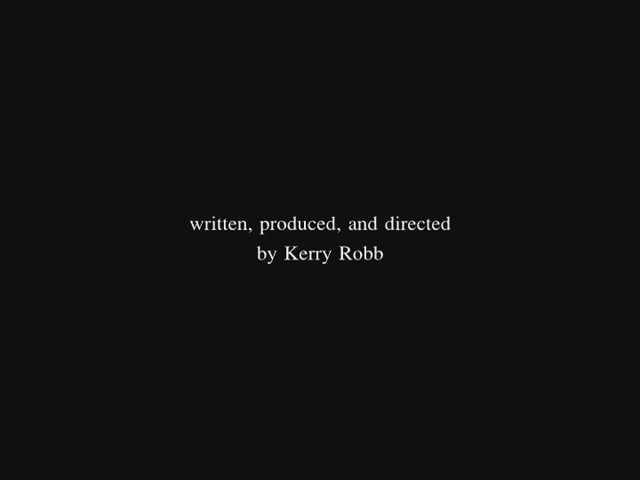 written, produced, and directed
by Kerry Robb